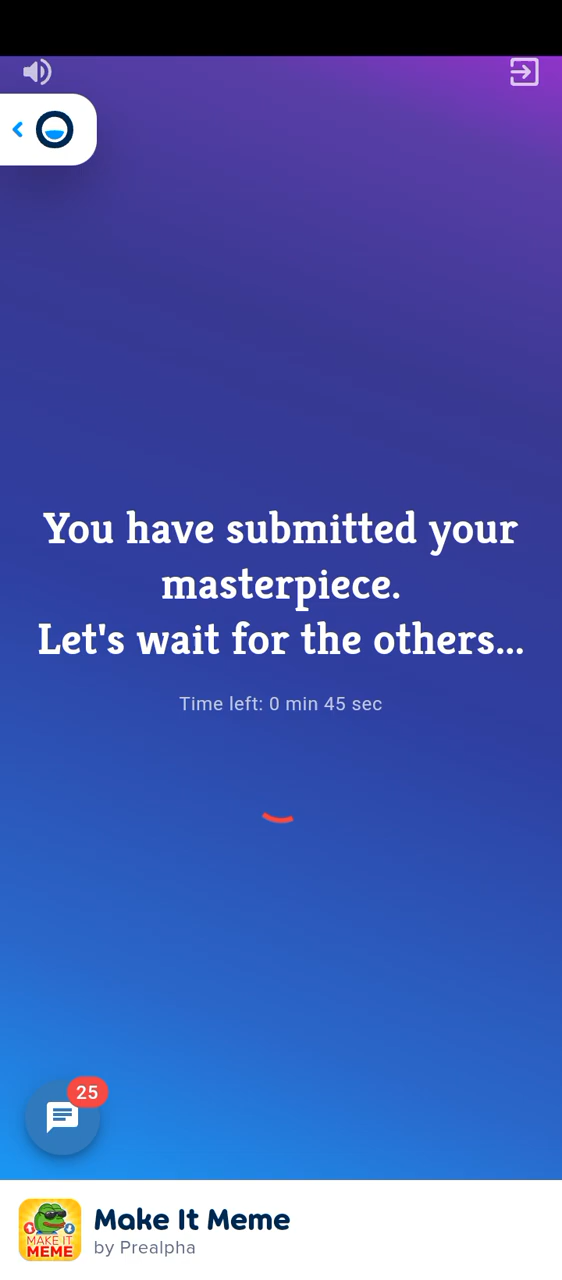 You have submitted your
masterpiece.
Let's wait for the others...
Time left: 0 min 45 sec
25
MAKE IT
MEME
Make It Meme
by Prealpha